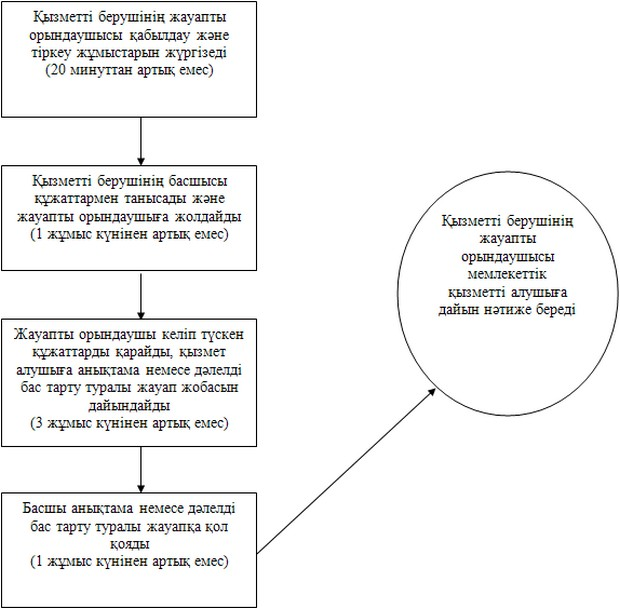 Қызметті берушінің жауапты
орындаушысы қабылдау және
тіркеу жұмыстарын жүргізеді
(20 минуттан артық емес)
Қызметті берушінің басшысы
құжаттармен танысады және
жауапты орындаушыға жолдайды
(1 жұмыс күнінен артық емес)
Жауапты орындаушы келіп түскен
құжаттарды қарайды, қызмет
алушыға анықтама немесе дәлелді
бас тарту туралы жауап жобасын
дайындайды
(3 жұмыс күнінен артық емес)
Басшы анықтама немесе дәлелді
бас тарту туралы жауапқа қол
қояды
(1 жұмыс күнінен артық емес)
Қызметті берушінің
жауапты
орындаушысы
мемлекеттік
қызметті алушыға
дайын нәтиже береді